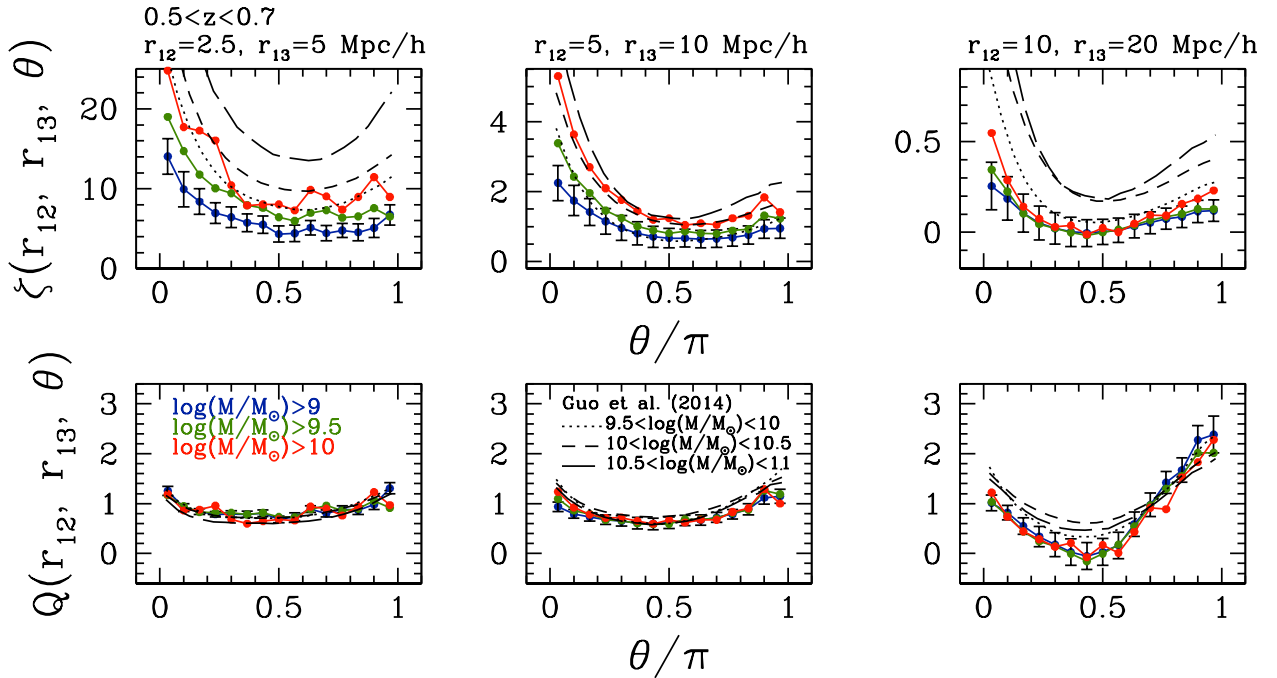 0.5<z<0.7
r₁₂=2.5, r₁₃=5 Mpc/h
r₁₂=5, r₁₃=10 Mpc/h
r₁₂=10, r₁₃=20 Mpc/h
ζ(r₁₂, r₁₃, θ)
20
10
0
0 0.5 1
4
2
0
0 0.5 1
0.5
0
0 0.5 1
θ/π
Q(r₁₂, r₁₃, θ)
3
2
1
0
0 0.5 1
log(M/M⊙)>9
log(M/M⊙)>9.5
log(M/M⊙)>10
3
2
1
0
0 0.5 1
Guo et al. (2014)
9.5<log(M/M⊙)<10
10<log(M/M⊙)<10.5
10.5<log(M/M⊙)<11
3
2
1
0
0 0.5 1
θ/π